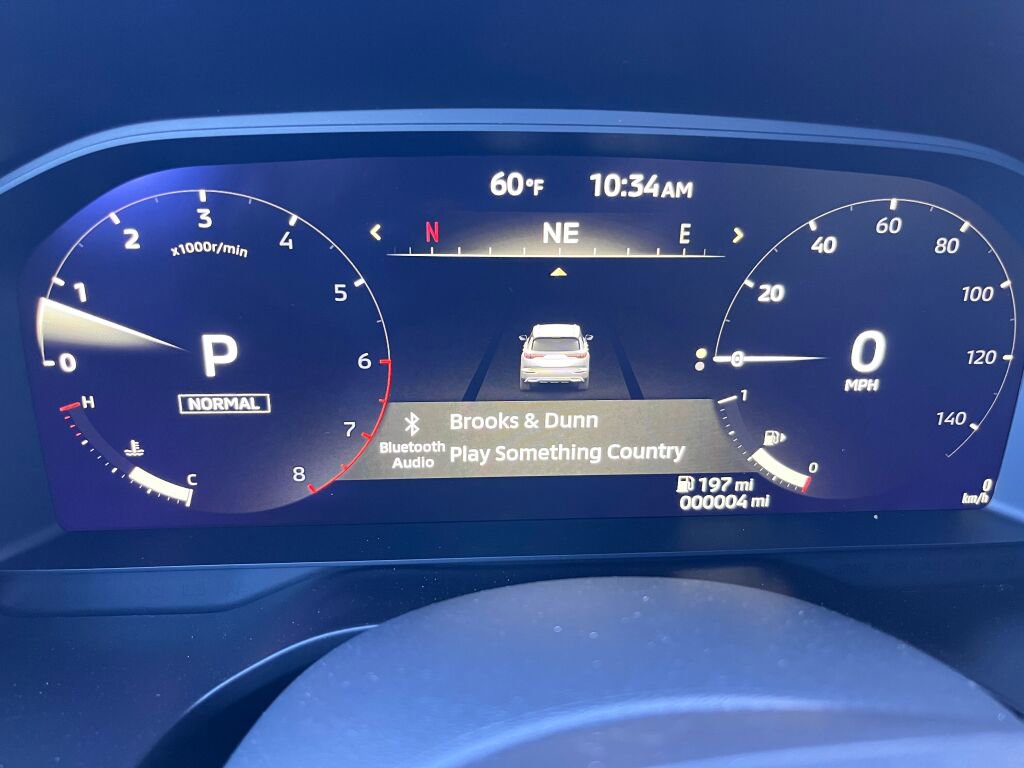 60°F 10:34AM
N NE E
0 1 2 3 4 5 6 7 8
x1000r/min
P
NORMAL
H
C
0 20 40 60 80 100 120 140
0
MPH
1
0
Bluetooth
Audio
Brooks & Dunn
Play Something Country
197 mi
000004 mi
0
km/h